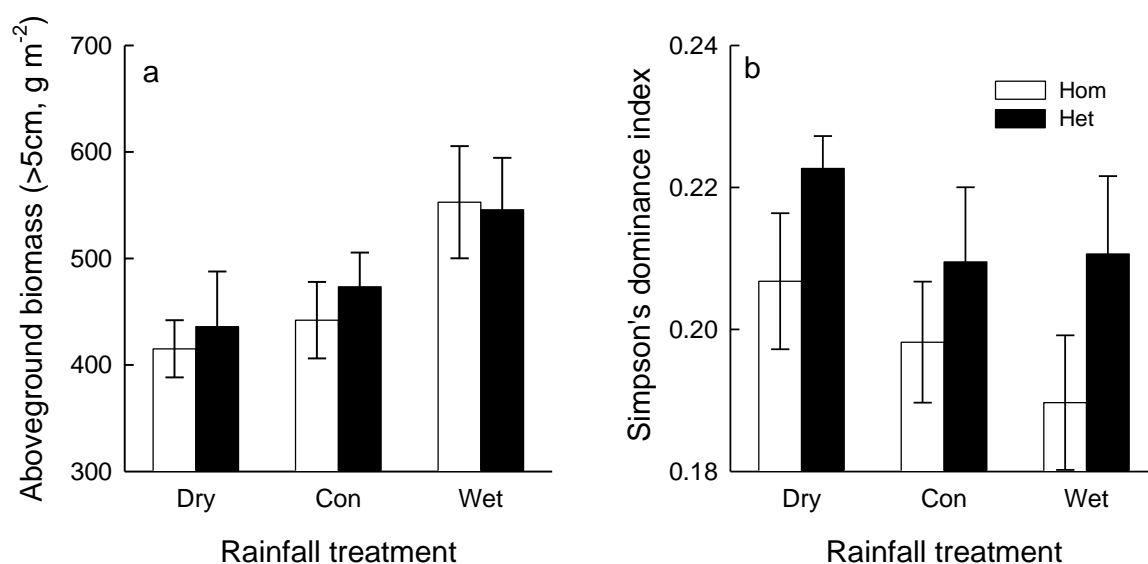 a
Aboveground biomass (>5cm, g m⁻²)
700
600
500
400
300
Dry Con Wet
Rainfall treatment
b
Hom
Het
Simpson's dominance index
0.24
0.22
0.20
0.18
Dry Con Wet
Rainfall treatment